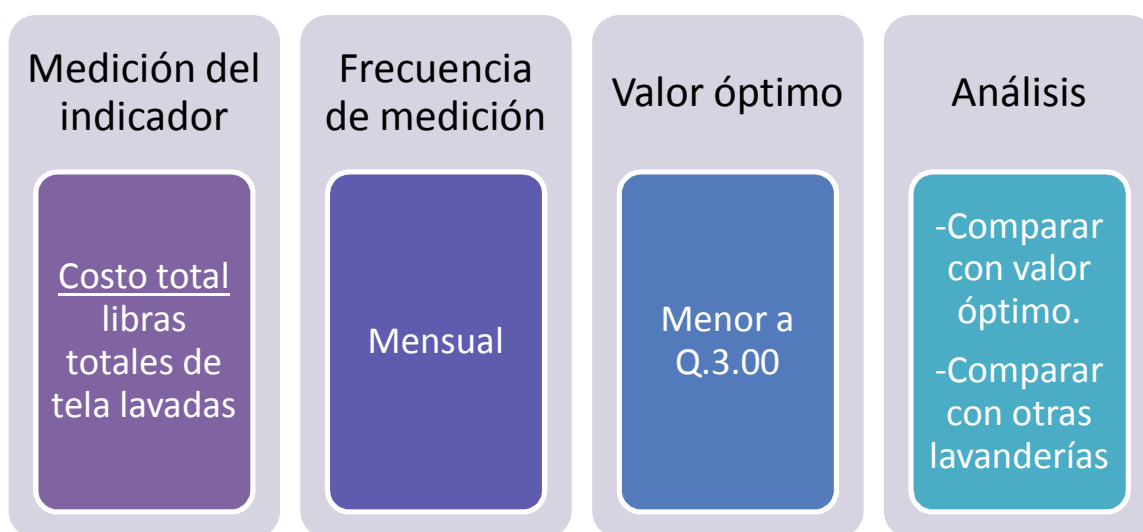 Medición del
indicador
Costo total
libras
totales de
tela lavadas
Frecuencia
de medición
Mensual
Valor óptimo
Menor a
Q.3.00
Análisis
-Comparar
con valor
óptimo.
-Comparar
con otras
lavanderías